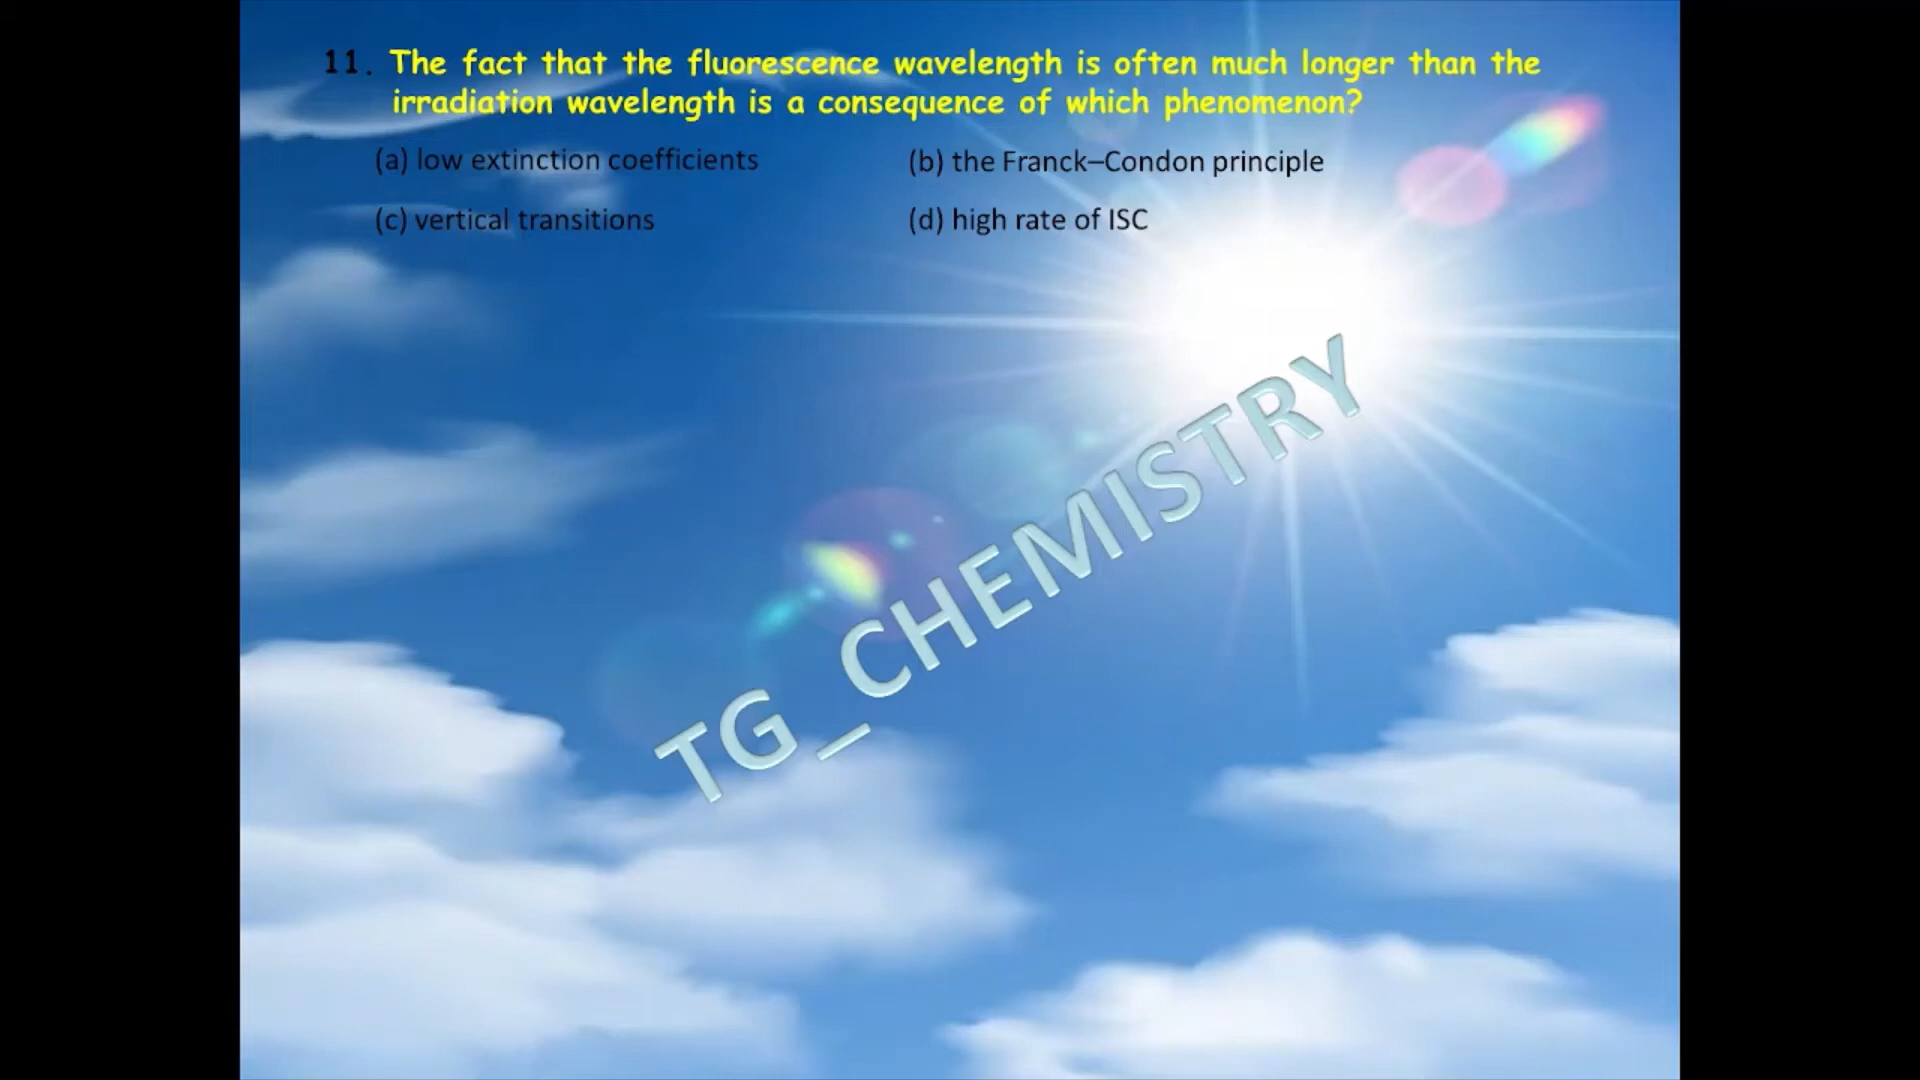 11. The fact that the fluorescence wavelength is often much longer than the
irradiation wavelength is a consequence of which phenomenon?
(a) low extinction coefficients (b) the Franck–Condon principle
(c) vertical transitions (d) high rate of ISC
TG_CHEMISTRY